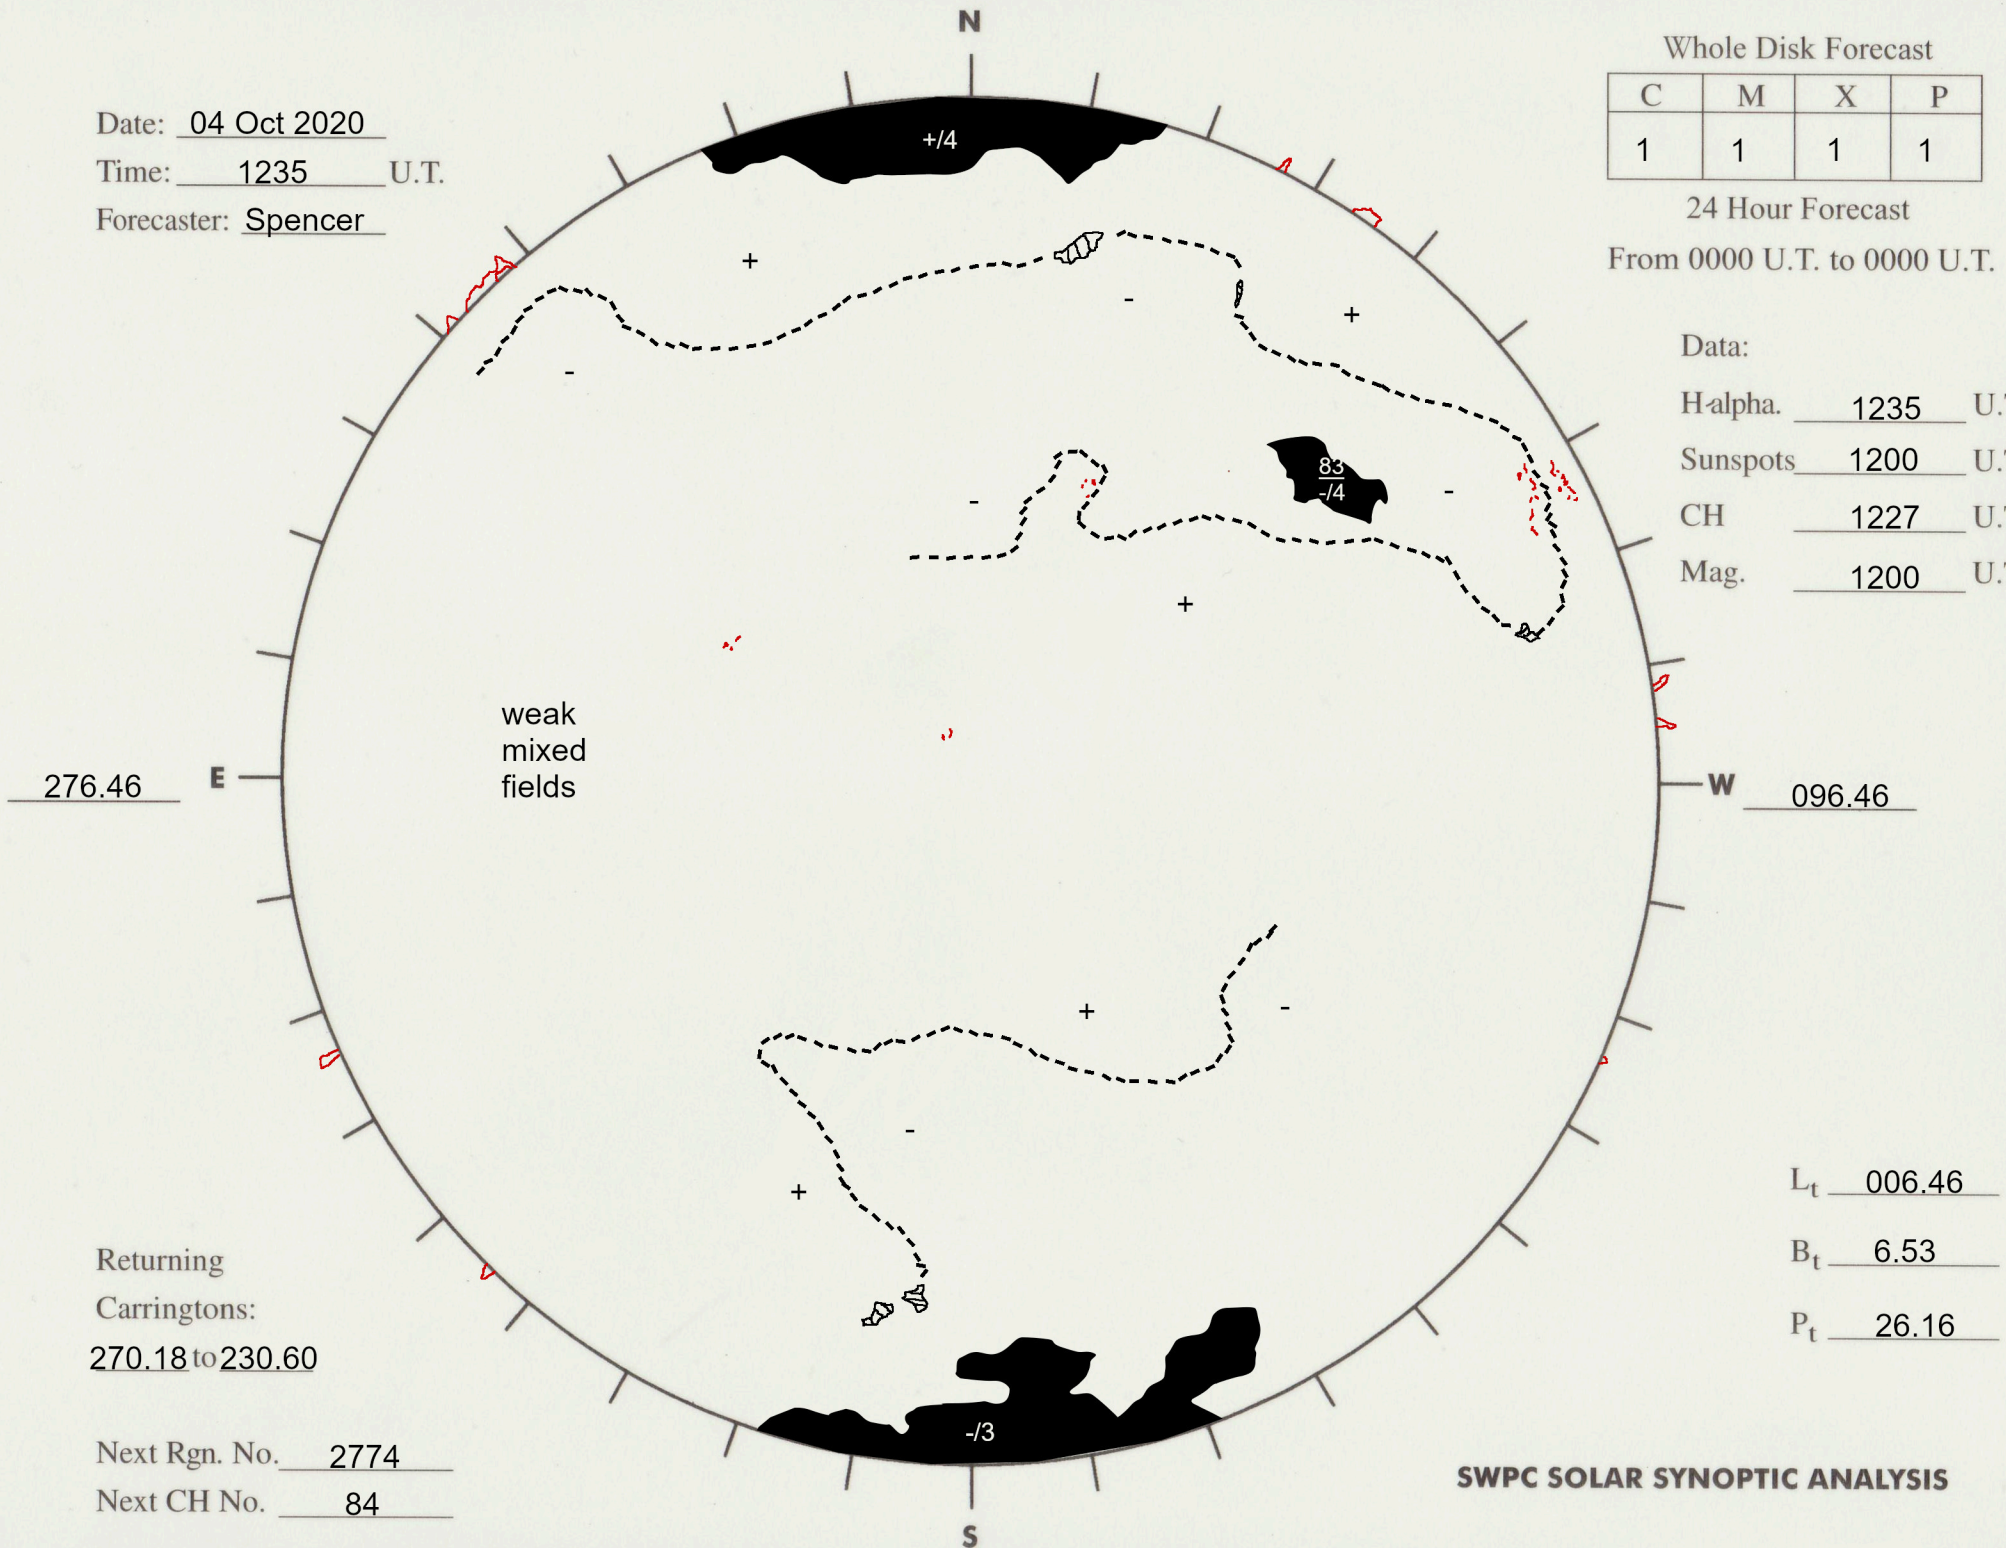 N
Whole Disk Forecast
C M X P
1 1 1 1
24 Hour Forecast
From 0000 U.T. to 0000 U.T.
Date: 04 Oct 2020
Time: 1235 U.T.
Forecaster: Spencer
+/4
+
-
+
-
Data:
H-alpha. 1235 U.
Sunspots 1200 U.
CH 1227 U.
Mag. 1200 U.
83
-/4
-
-
+
weak
mixed
fields
276.46 E
W 096.46
+
-
-
+
Lt 006.46
Bt 6.53
Pt 26.16
Returning
Carringtons:
270.18 to 230.60
-/3
Next Rgn. No. 2774
Next CH No. 84
SWPC SOLAR SYNOPTIC ANALYSIS
S